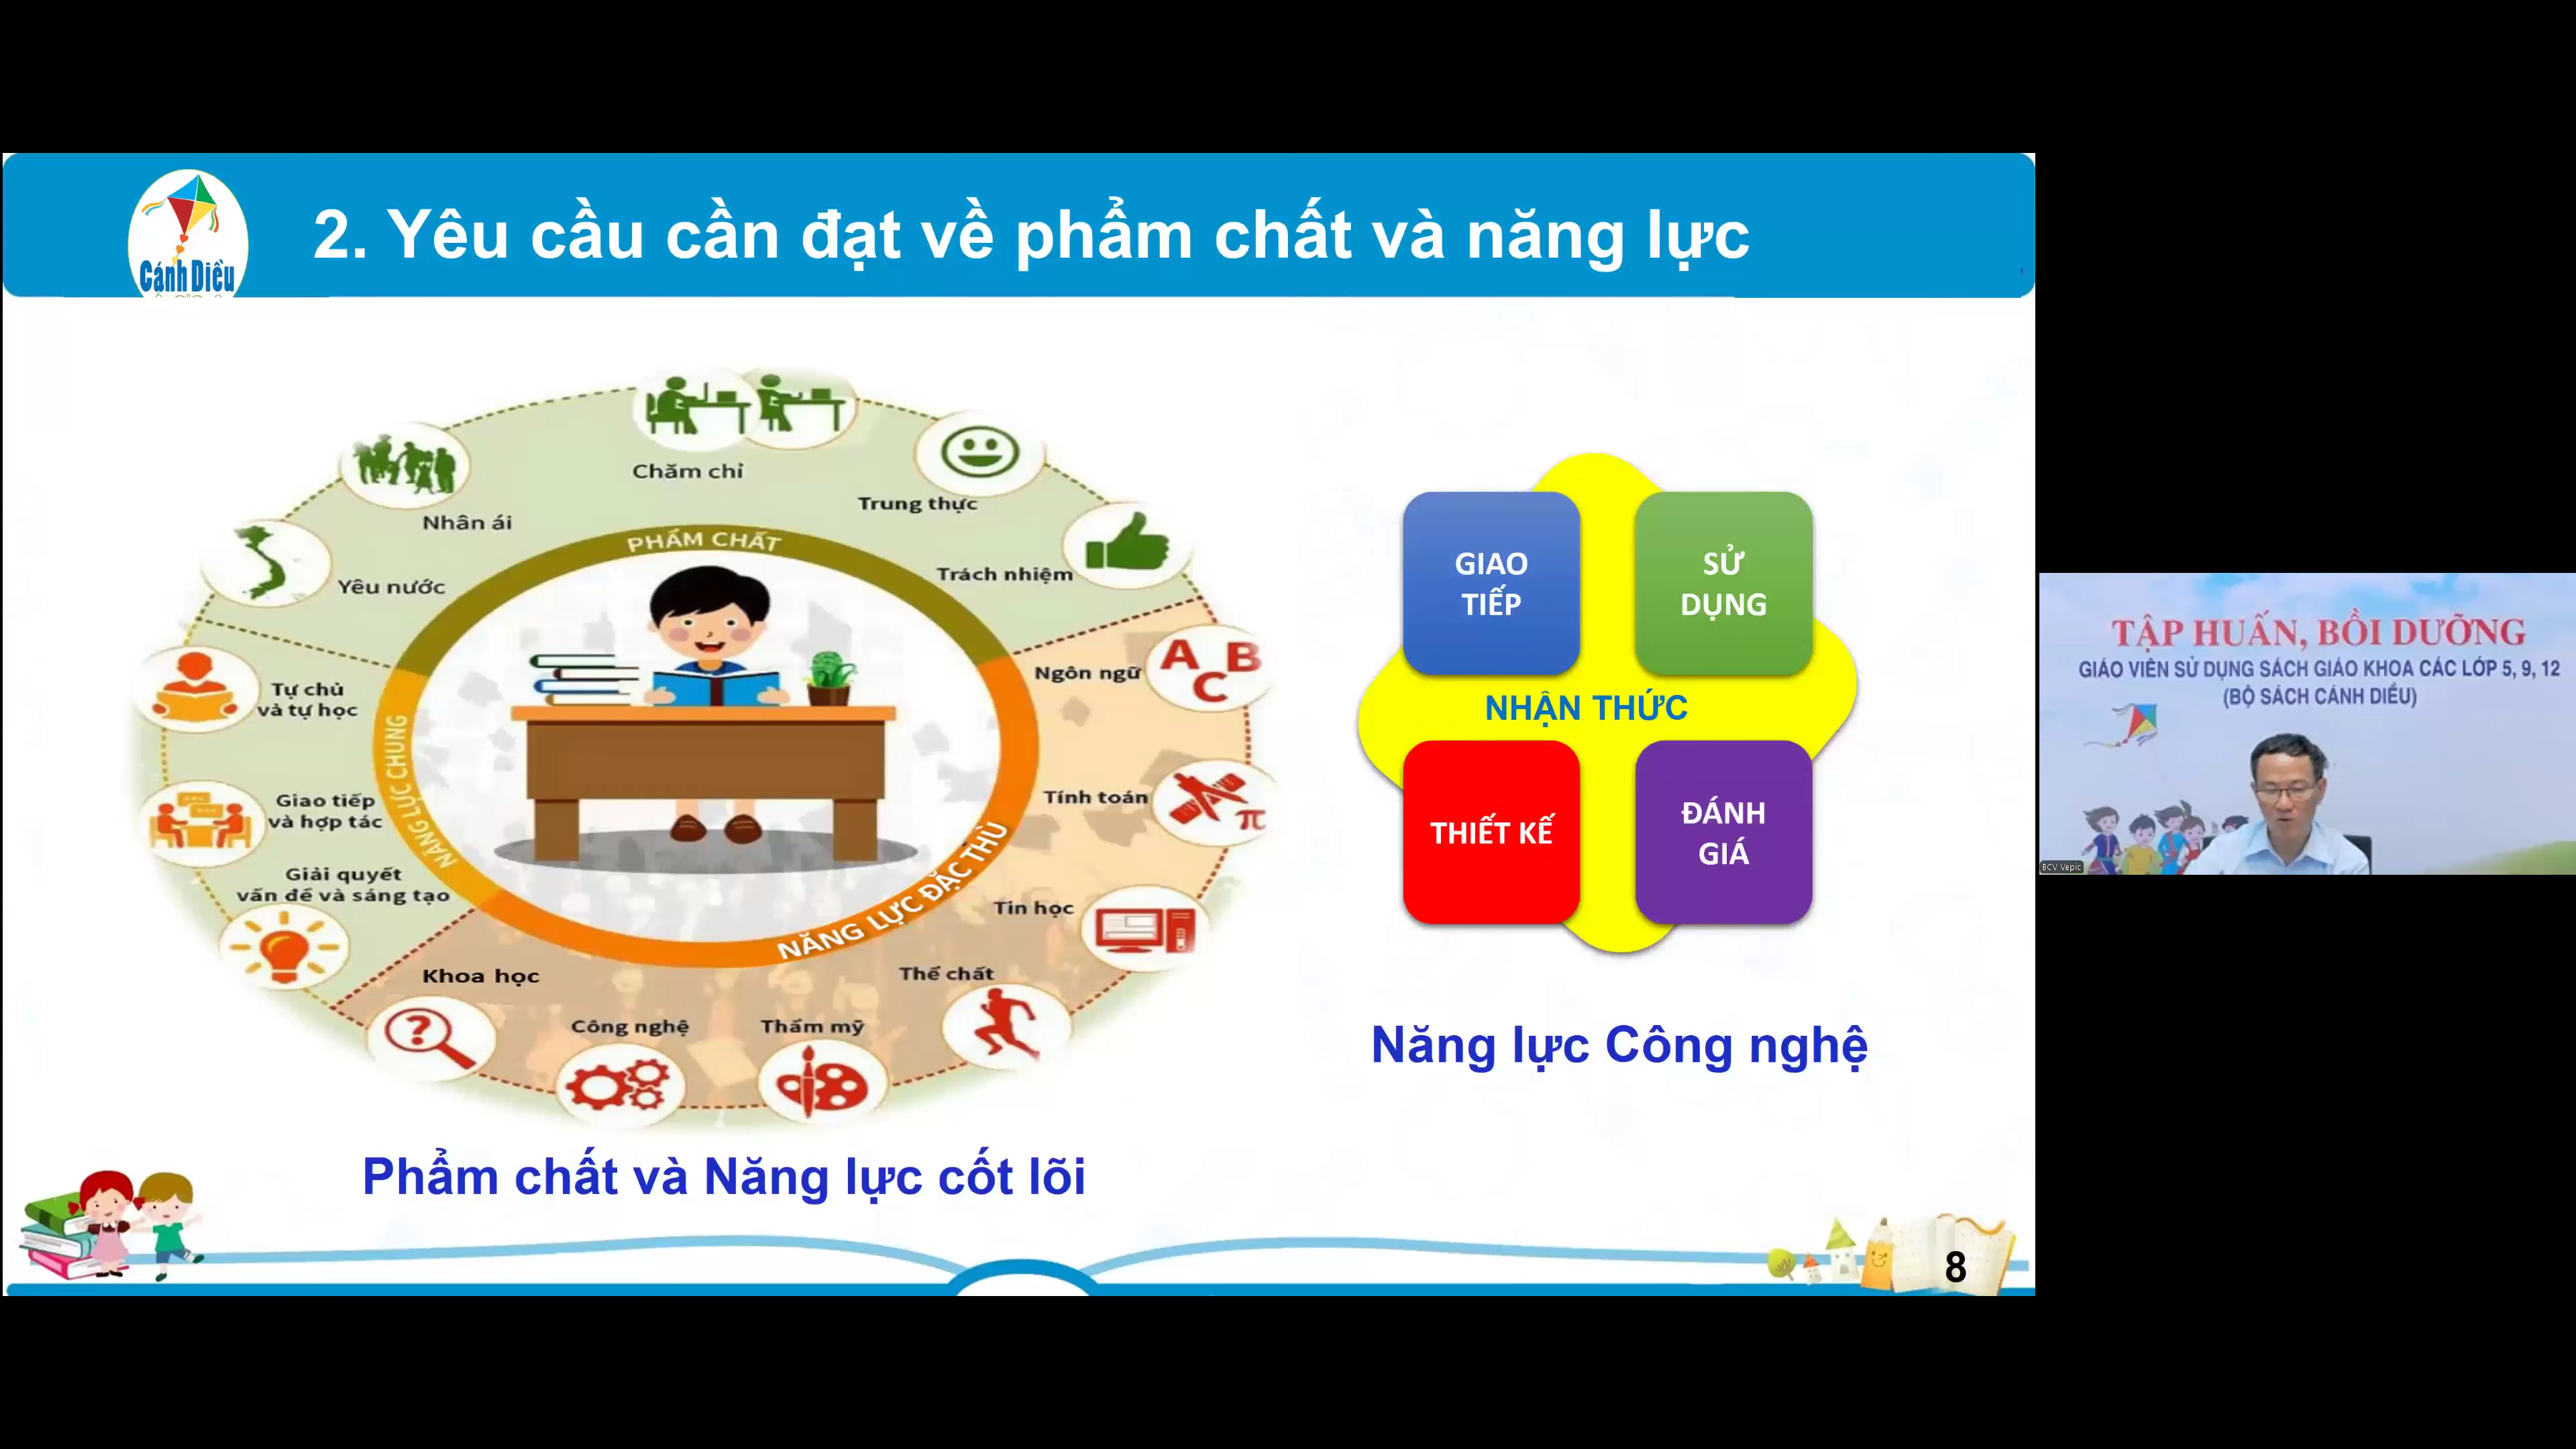 Cánh Diều
2. Yêu cầu cần đạt về phẩm chất và năng lực
Chăm chỉ
Trung thực
Nhân ái
Trách nhiệm
Yêu nước
PHẨM CHẤT
Ngôn ngữ
A B
C
Tự chủ
và tự học
NĂNG LỰC CHUNG
Giao tiếp
và hợp tác
Tính toán
π
Giải quyết
vấn đề và sáng tạo
NĂNG LỰC ĐẶC THÙ
Tin học
Khoa học
?
Thể chất
Công nghệ
Thẩm mỹ
Phẩm chất và Năng lực cốt lõi
GIAO
TIẾP
SỬ
DỤNG
NHẬN THỨC
THIẾT KẾ
ĐÁNH
GIÁ
Năng lực Công nghệ
8
TẬP HUẤN, BỒI DƯỠNG
GIÁO VIÊN SỬ DỤNG SÁCH GIÁO KHOA CÁC LỚP 5, 9, 12
(BỘ SÁCH CÁNH DIỀU)
BCV Vepic